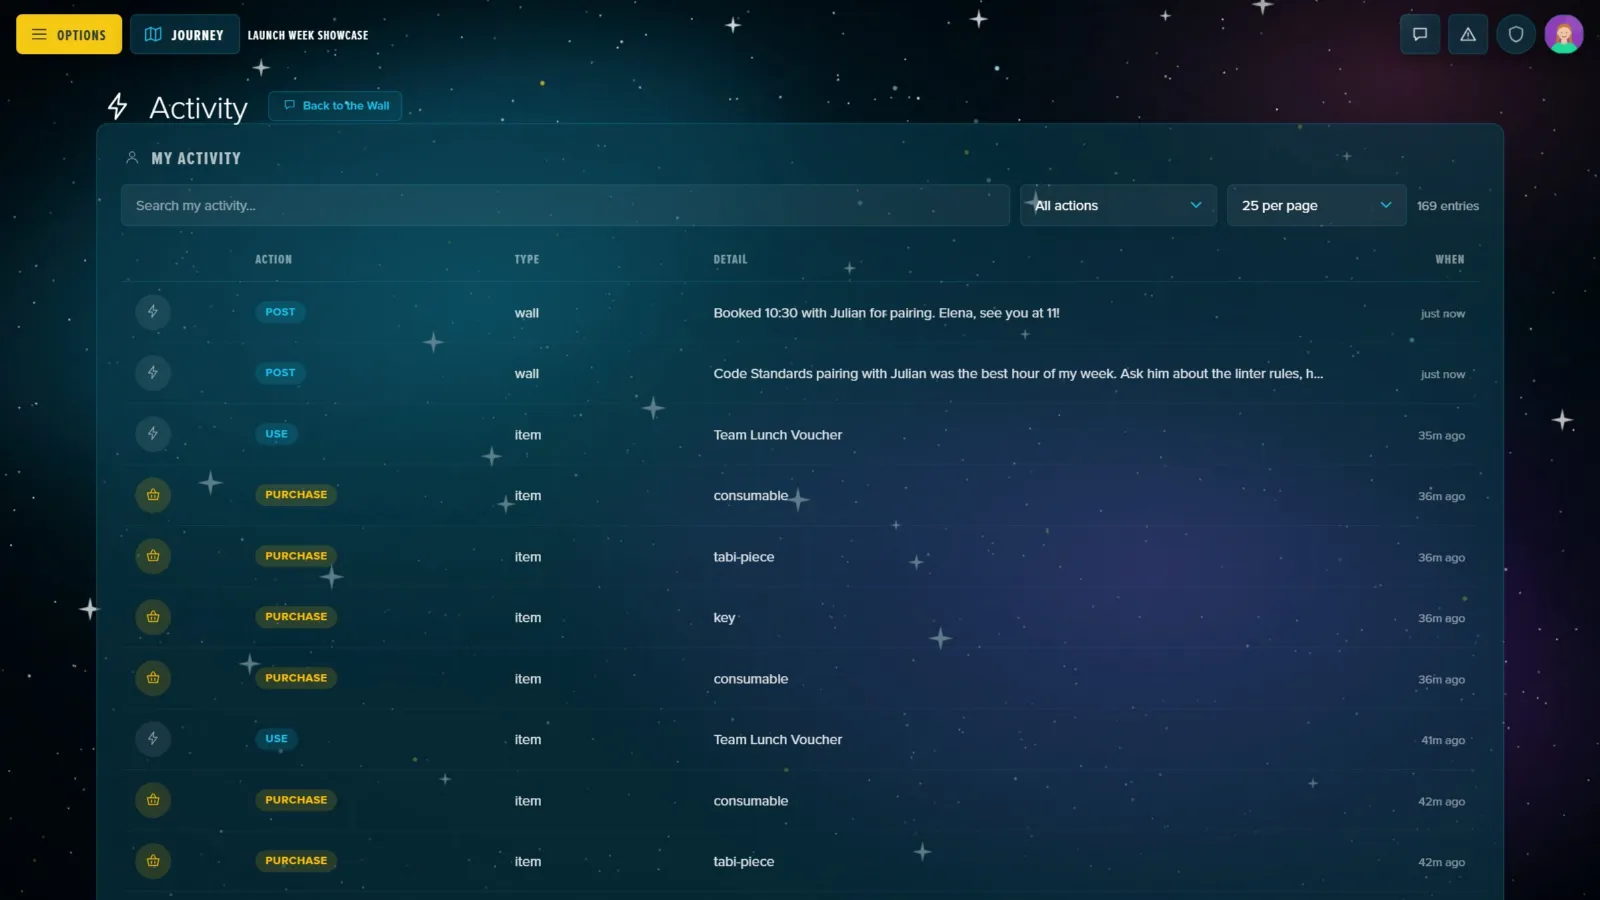 OPTIONS
JOURNEY
LAUNCH WEEK SHOWCASE
Activity
Back to the Wall
MY ACTIVITY
Search my activity...
All actions
25 per page
169 entries
ACTION TYPE DETAIL WHEN
POST wall Booked 10:30 with Julian for pairing. Elena, see you at 11! just now
POST wall Code Standards pairing with Julian was the best hour of my week. Ask him about the linter rules, h... just now
USE item Team Lunch Voucher 35m ago
PURCHASE item consumable 36m ago
PURCHASE item tabi-piece 36m ago
PURCHASE item key 36m ago
PURCHASE item consumable 36m ago
USE item Team Lunch Voucher 41m ago
PURCHASE item consumable 42m ago
PURCHASE item tabi-piece 42m ago